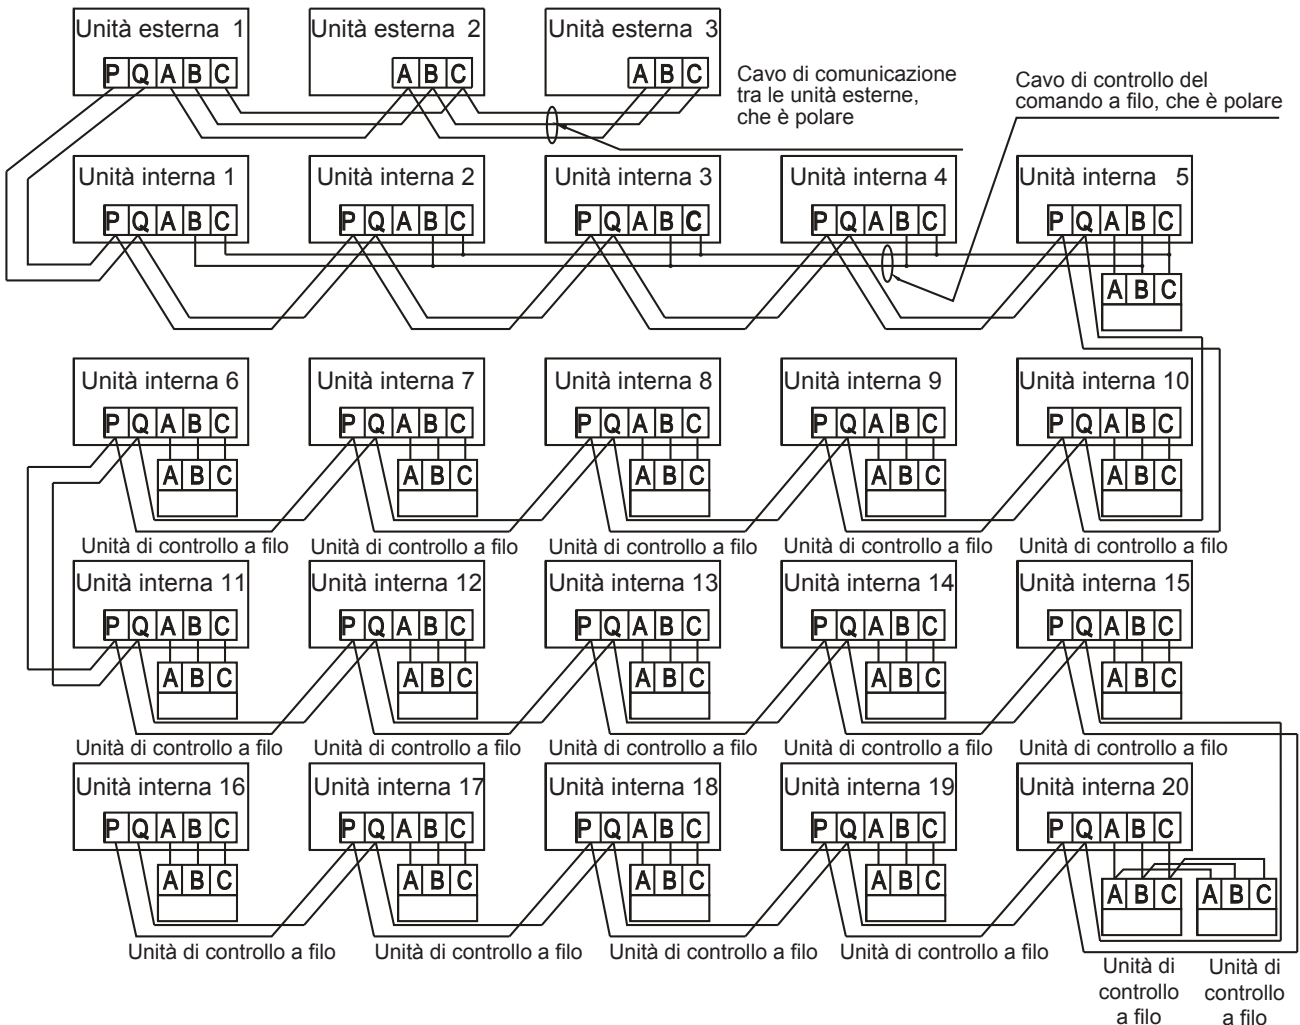 Unità esterna 1 Unità esterna 2 Unità esterna 3
P Q A B C A B C A B C
Cavo di comunicazione
tra le unità esterne,
che è polare
Cavo di controllo del
comando a filo, che è polare
Unità interna 1 Unità interna 2 Unità interna 3 Unità interna 4 Unità interna 5
P Q A B C P Q A B C P Q A B C P Q A B C P Q A B C
A B C
Unità interna 6 Unità interna 7 Unità interna 8 Unità interna 9 Unità interna 10
P Q A B C P Q A B C P Q A B C P Q A B C P Q A B C
A B C A B C A B C A B C A B C
Unità di controllo a filo Unità di controllo a filo Unità di controllo a filo Unità di controllo a filo Unità di controllo a filo
Unità interna 11 Unità interna 12 Unità interna 13 Unità interna 14 Unità interna 15
P Q A B C P Q A B C P Q A B C P Q A B C P Q A B C
A B C A B C A B C A B C A B C
Unità di controllo a filo Unità di controllo a filo Unità di controllo a filo Unità di controllo a filo Unità di controllo a filo
Unità interna 16 Unità interna 17 Unità interna 18 Unità interna 19 Unità interna 20
P Q A B C P Q A B C P Q A B C P Q A B C P Q A B C
A B C A B C A B C A B C A B C A B C
Unità di controllo a filo Unità di controllo a filo Unità di controllo a filo Unità di controllo a filo
Unità di
controllo
a filo
Unità di
controllo
a filo